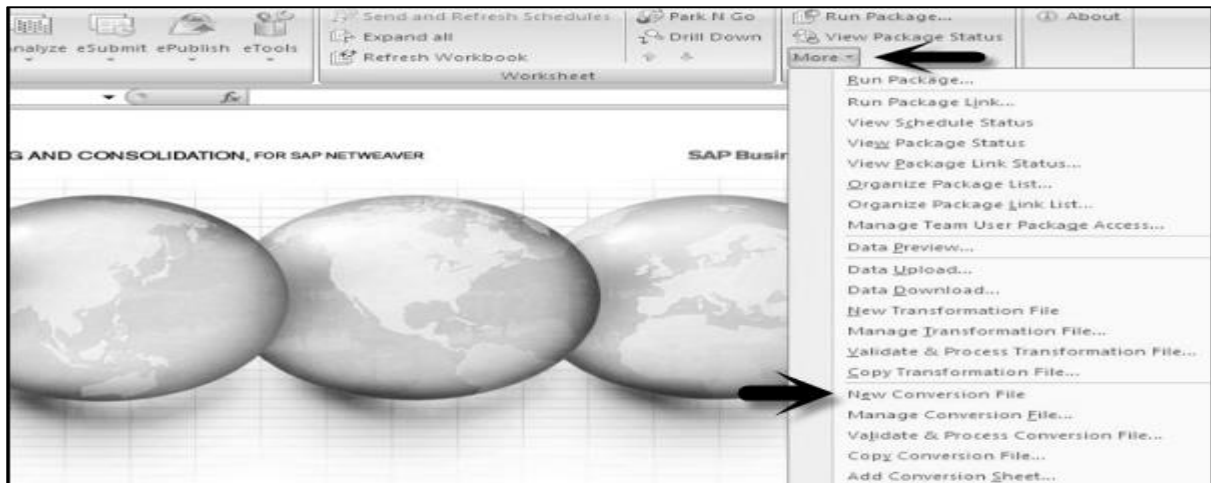 nalyze eSubmit ePublish eTools
Send and Refresh Schedules
Expand all
Refresh Workbook
Worksheet
Park N Go
Drill Down
Run Package...
View Package Status
More
About
fx
G AND CONSOLIDATION, FOR SAP NETWEAVER
SAP Busin
Run Package...
Run Package Link...
View Schedule Status
View Package Status
View Package Link Status...
Organize Package List...
Organize Package Link List...
Manage Team User Package Access...
Data Preview...
Data Upload...
Data Download...
New Transformation File
Manage Transformation File...
Validate & Process Transformation File...
Copy Transformation File...
New Conversion File
Manage Conversion File...
Validate & Process Conversion File...
Copy Conversion File...
Add Conversion Sheet...